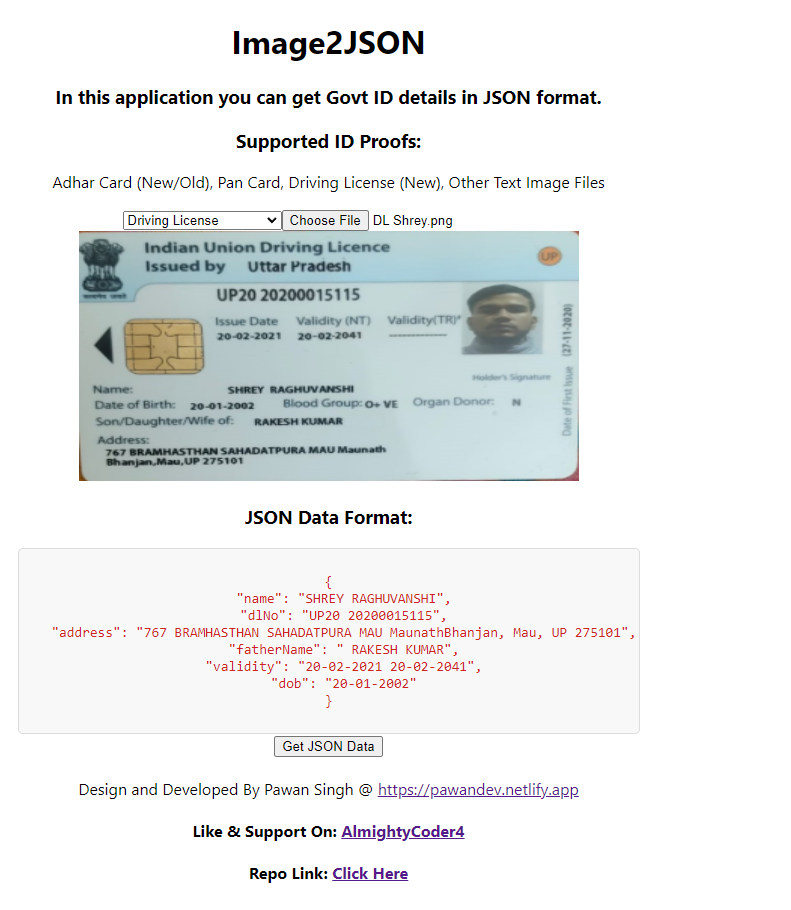 Image2JSON
In this application you can get Govt ID details in JSON format.
Supported ID Proofs:
Adhar Card (New/Old), Pan Card, Driving License (New), Other Text Image Files
Driving License Choose File DL Shrey.png
Indian Union Driving Licence
Issued by Uttar Pradesh
UP
UP20 20200015115
Issue Date Validity (NT) Validity(TR)*
20-02-2021 20-02-2041 --------------
Holder's Signature
Date of First Issue (27-11-2020)
Name: SHREY RAGHUVANSHI
Date of Birth: 20-01-2002 Blood Group: O+ VE Organ Donor: N
Son/Daughter/Wife of: RAKESH KUMAR
Address:
767 BRAMHASTHAN SAHADATPURA MAU Maunath
Bhanjan,Mau,UP 275101
JSON Data Format:
{
"name": "SHREY RAGHUVANSHI",
"dlNo": "UP20 20200015115",
"address": "767 BRAMHASTHAN SAHADATPURA MAU MaunathBhanjan, Mau, UP 275101",
"fatherName": " RAKESH KUMAR",
"validity": "20-02-2021 20-02-2041",
"dob": "20-01-2002"
}
Get JSON Data
Design and Developed By Pawan Singh @ https://pawandev.netlify.app
Like & Support On: AlmightyCoder4
Repo Link: Click Here